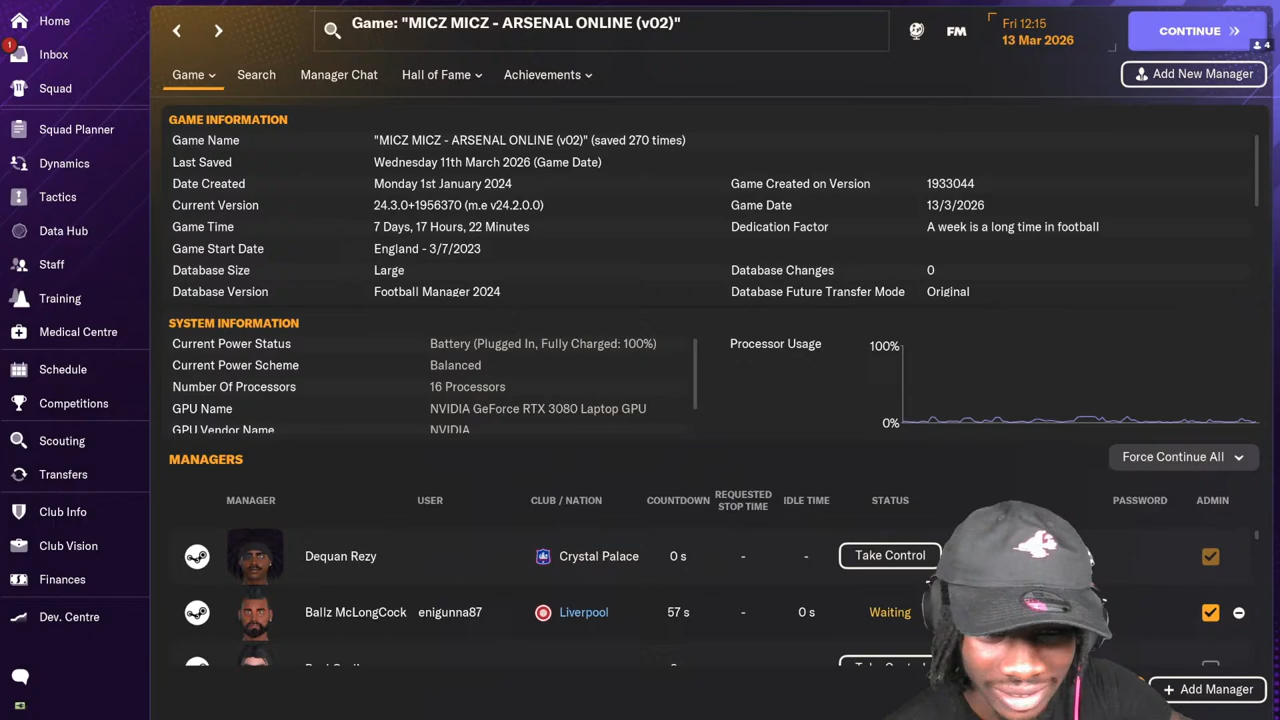 Home
Game: "MICZ MICZ - ARSENAL ONLINE (v02)"
FM
Fri 12:15
13 Mar 2026
CONTINUE
4
1
Inbox
Squad
Squad Planner
Dynamics
Tactics
Data Hub
Staff
Training
Medical Centre
Schedule
Competitions
Scouting
Transfers
Club Info
Club Vision
Finances
Dev. Centre
Game
Search
Manager Chat
Hall of Fame
Achievements
Add New Manager
GAME INFORMATION
Game Name "MICZ MICZ - ARSENAL ONLINE (v02)" (saved 270 times)
Last Saved Wednesday 11th March 2026 (Game Date)
Date Created Monday 1st January 2024 Game Created on Version 1933044
Current Version 24.3.0+1956370 (m.e v24.2.0.0) Game Date 13/3/2026
Game Time 7 Days, 17 Hours, 22 Minutes Dedication Factor A week is a long time in football
Game Start Date England - 3/7/2023
Database Size Large Database Changes 0
Database Version Football Manager 2024 Database Future Transfer Mode Original
SYSTEM INFORMATION
Current Power Status Battery (Plugged In, Fully Charged: 100%) Processor Usage 100%
Current Power Scheme Balanced
Number Of Processors 16 Processors
GPU Name NVIDIA GeForce RTX 3080 Laptop GPU
0%
GPU Vendor Name NVIDIA
MANAGERS
Force Continue All
MANAGER USER CLUB / NATION COUNTDOWN REQUESTED STOP TIME IDLE TIME STATUS PASSWORD ADMIN
Dequan Rezy Crystal Palace 0 s - - Take Control
Ballz McLongCock enigunna87 Liverpool 57 s - 0 s Waiting
Take Control
+ Add Manager